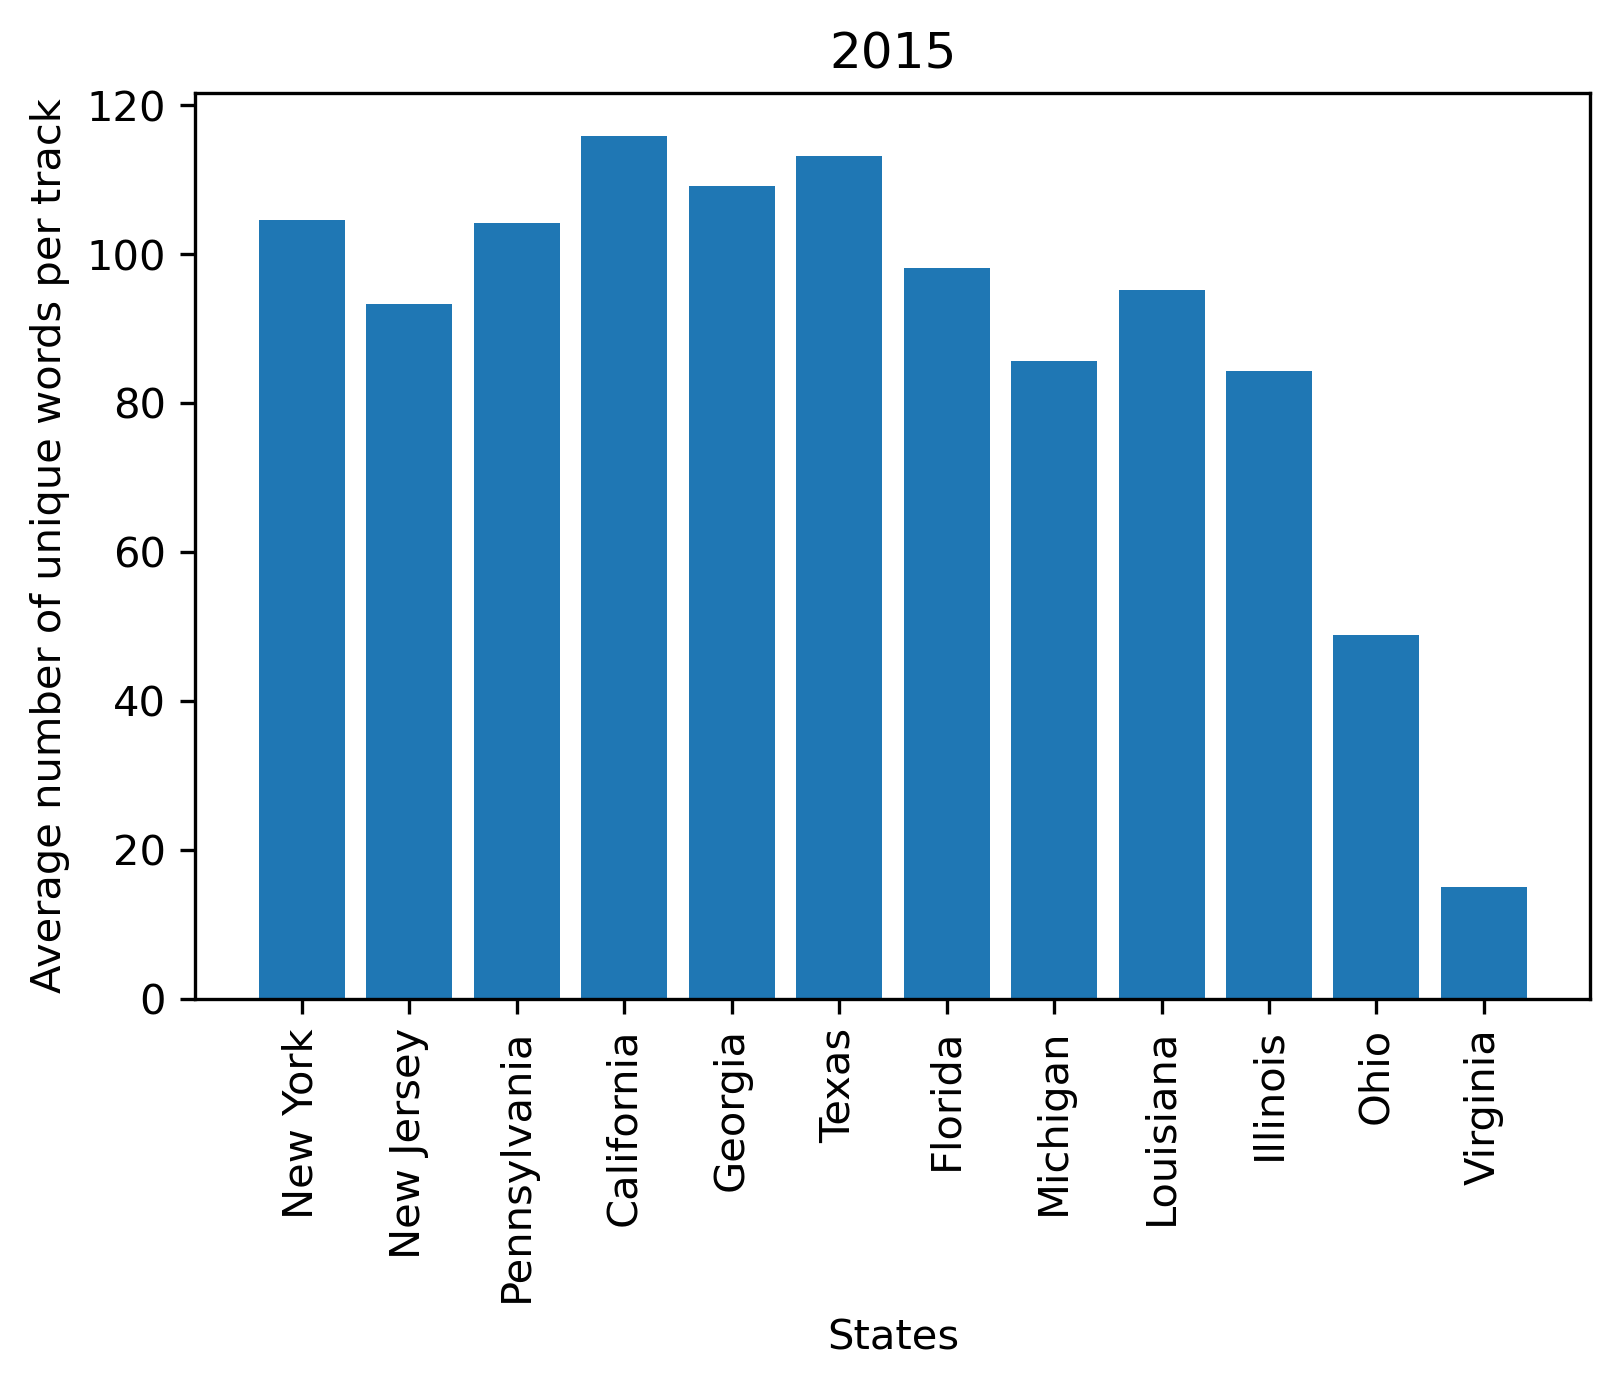 2015
Average number of unique words per track
120
100
80
60
40
20
0
New York
New Jersey
Pennsylvania
California
Georgia
Texas
Florida
Michigan
Louisiana
Illinois
Ohio
Virginia
States